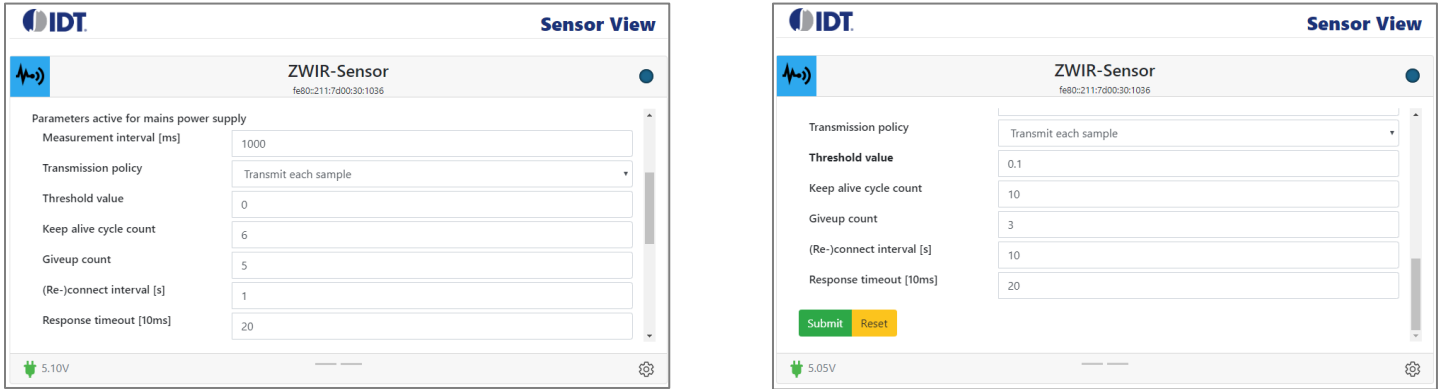 IDT.
Sensor View
ZWIR-Sensor
fe80::211:7d00:30:1036
Parameters active for mains power supply
Measurement interval [ms] 1000
Transmission policy Transmit each sample
Threshold value 0
Keep alive cycle count 6
Giveup count 5
(Re-)connect interval [s] 1
Response timeout [10ms] 20
5.10V
IDT.
Sensor View
ZWIR-Sensor
fe80::211:7d00:30:1036
Transmission policy Transmit each sample
Threshold value 0.1
Keep alive cycle count 10
Giveup count 3
(Re-)connect interval [s] 10
Response timeout [10ms] 20
Submit Reset
5.05V